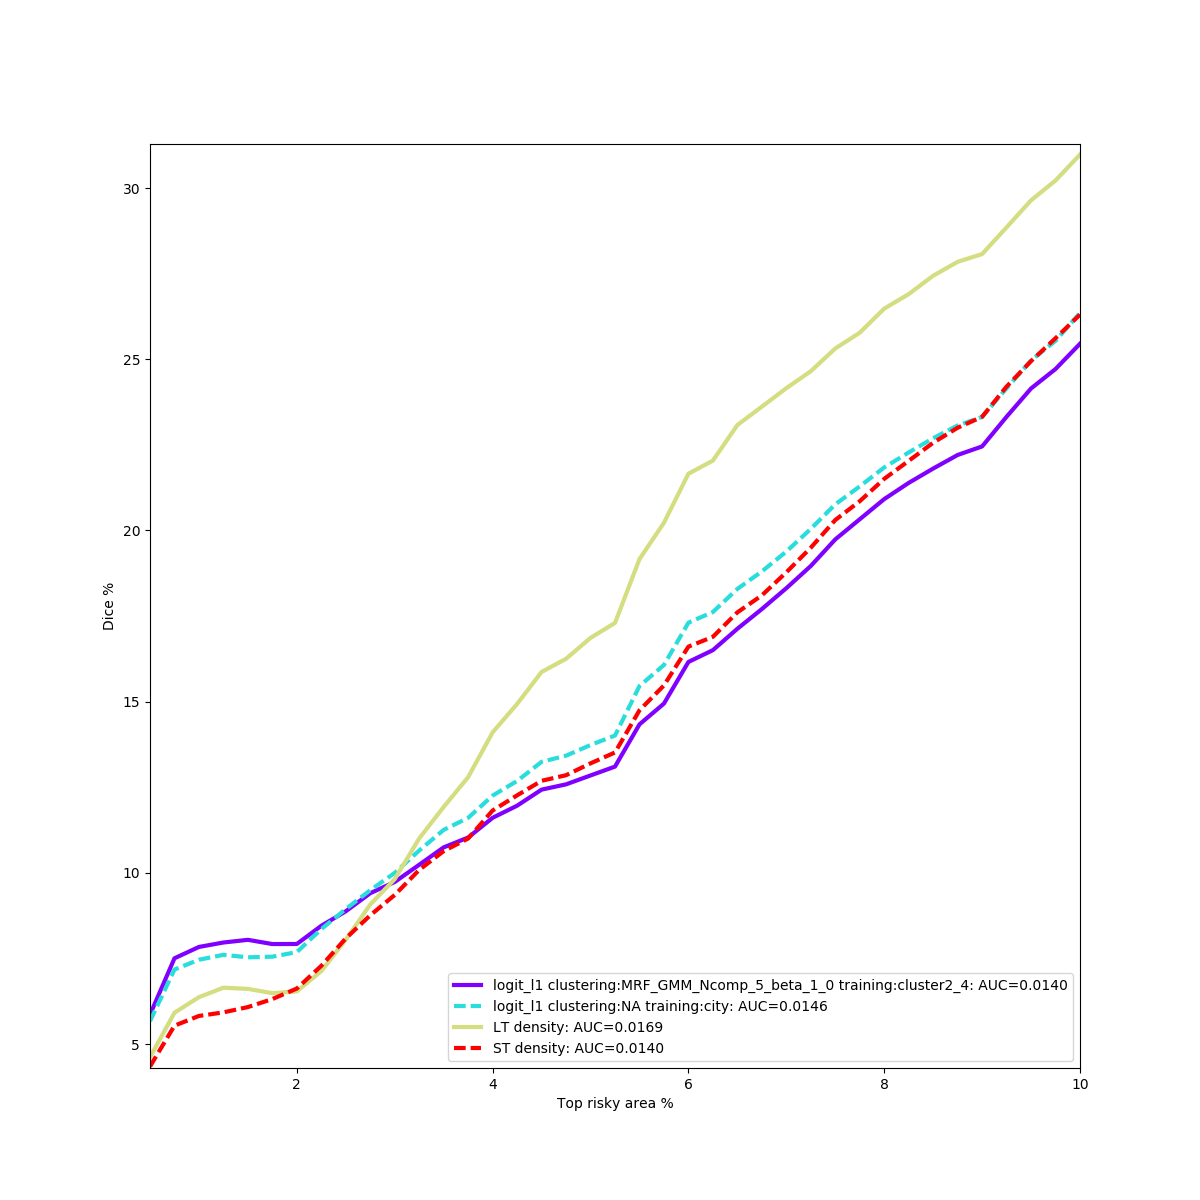 30
25
20
15
10
5
Dice %
logit_l1 clustering:MRF_GMM_Ncomp_5_beta_1_0 training:cluster2_4: AUC=0.0140
logit_l1 clustering:NA training:city: AUC=0.0146
LT density: AUC=0.0169
ST density: AUC=0.0140
2 4 6 8 10
Top risky area %